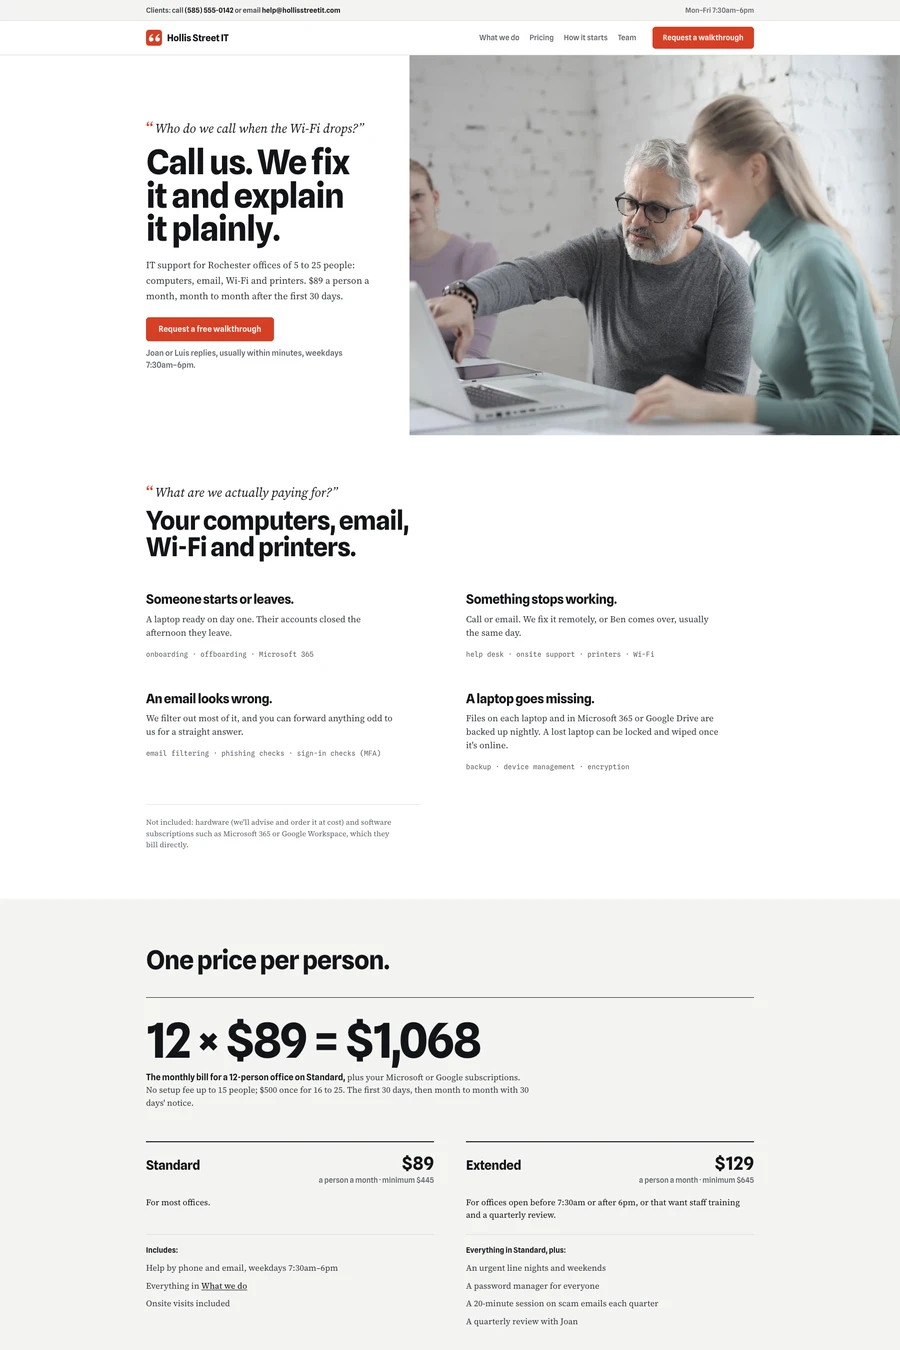 Clients: call (585) 555-0142 or email help@hollisstreetit.com
Mon–Fri 7:30am–6pm
Hollis Street IT
What we do
Pricing
How it starts
Team
Request a walkthrough
“Who do we call when the Wi-Fi drops?”
Call us. We fix
it and explain
it plainly.
IT support for Rochester offices of 5 to 25 people:
computers, email, Wi-Fi and printers. $89 a person a
month, month to month after the first 30 days.
Request a free walkthrough
Joan or Luis replies, usually within minutes, weekdays
7:30am–6pm.
“What are we actually paying for?”
Your computers, email,
Wi-Fi and printers.
Someone starts or leaves.
A laptop ready on day one. Their accounts closed the
afternoon they leave.
onboarding · offboarding · Microsoft 365
Something stops working.
Call or email. We fix it remotely, or Ben comes over, usually
the same day.
help desk · onsite support · printers · Wi-Fi
An email looks wrong.
We filter out most of it, and you can forward anything odd to
us for a straight answer.
email filtering · phishing checks · sign-in checks (MFA)
A laptop goes missing.
Files on each laptop and in Microsoft 365 or Google Drive are
backed up nightly. A lost laptop can be locked and wiped once
it's online.
backup · device management · encryption
Not included: hardware (we'll advise and order it at cost) and software
subscriptions such as Microsoft 365 or Google Workspace, which they
bill directly.
One price per person.
12 × $89 = $1,068
The monthly bill for a 12-person office on Standard, plus your Microsoft or Google subscriptions.
No setup fee up to 15 people; $500 once for 16 to 25. The first 30 days, then month to month with 30
days' notice.
Standard
$89
a person a month · minimum $445
For most offices.
Includes:
Help by phone and email, weekdays 7:30am–6pm
Everything in What we do
Onsite visits included
Extended
$129
a person a month · minimum $645
For offices open before 7:30am or after 6pm, or that want staff training
and a quarterly review.
Everything in Standard, plus:
An urgent line nights and weekends
A password manager for everyone
A 20-minute session on scam emails each quarter
A quarterly review with Joan